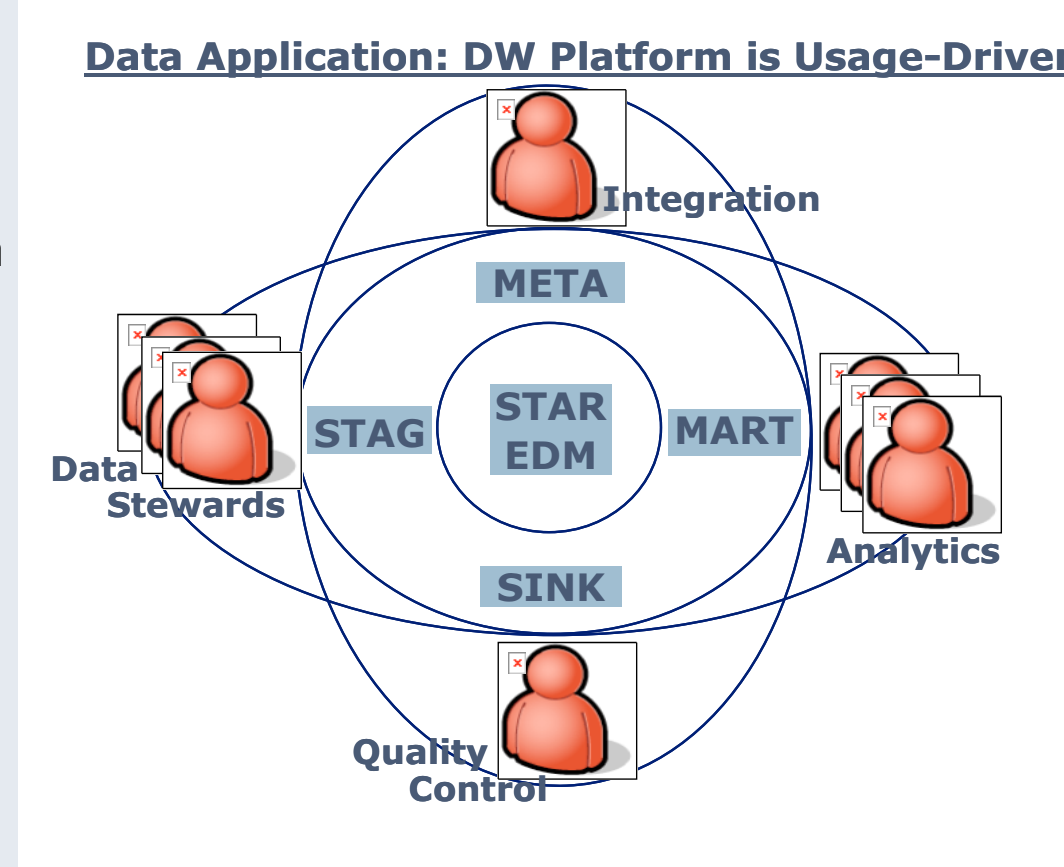 Data Application: DW Platform is Usage-Driven
Integration
META
STAG
STAR
EDM
MART
Data
Stewards
Analytics
SINK
Quality
Control